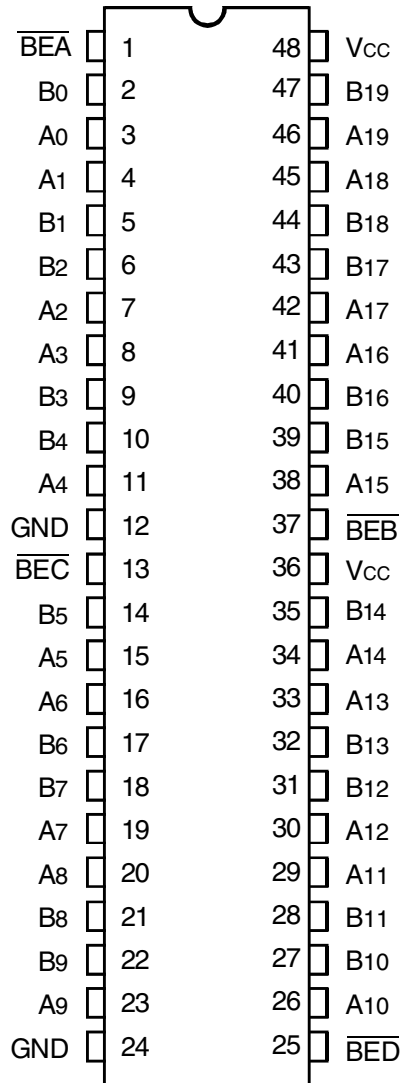 BEA 1 48 VCC
B0 2 47 B19
A0 3 46 A19
A1 4 45 A18
B1 5 44 B18
B2 6 43 B17
A2 7 42 A17
A3 8 41 A16
B3 9 40 B16
B4 10 39 B15
A4 11 38 A15
GND 12 37 BEB
BEC 13 36 VCC
B5 14 35 B14
A5 15 34 A14
A6 16 33 A13
B6 17 32 B13
B7 18 31 B12
A7 19 30 A12
A8 20 29 A11
B8 21 28 B11
B9 22 27 B10
A9 23 26 A10
GND 24 25 BED